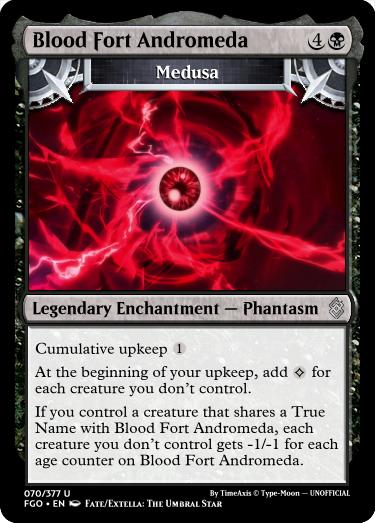 Blood Fort Andromeda 4
Medusa
Legendary Enchantment — Phantasm
Cumulative upkeep 1
At the beginning of your upkeep, add for
each creature you don't control.
If you control a creature that shares a True
Name with Blood Fort Andromeda, each
creature you don't control gets -1/-1 for each
age counter on Blood Fort Andromeda.
070/377 U
FGO • EN Fate/Extella: The Umbral Star
By TimeAxis © Type-Moon — UNOFFICIAL